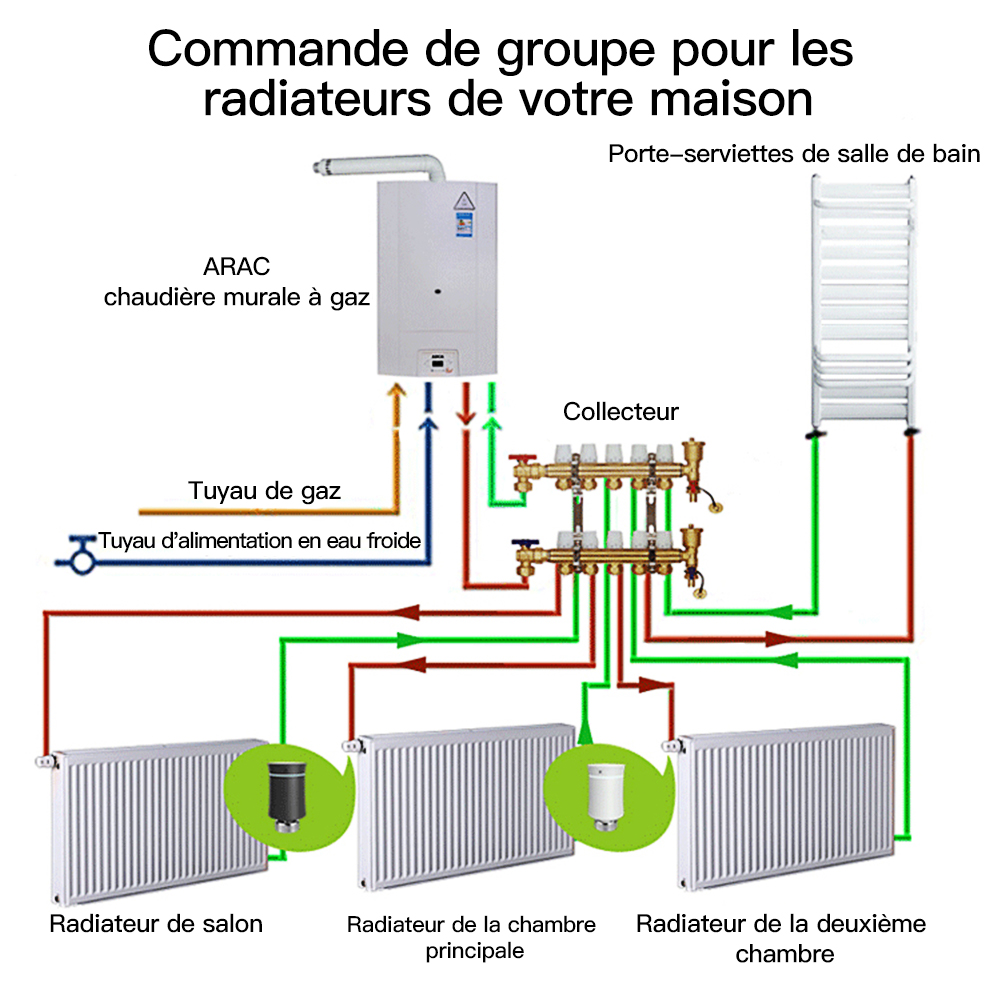 Commande de groupe pour les
radiateurs de votre maison
Porte-serviettes de salle de bain
ARAC
chaudière murale à gaz
Collecteur
Tuyau de gaz
Tuyau d'alimentation en eau froide
Radiateur de salon
Radiateur de la chambre
principale
Radiateur de la deuxième
chambre